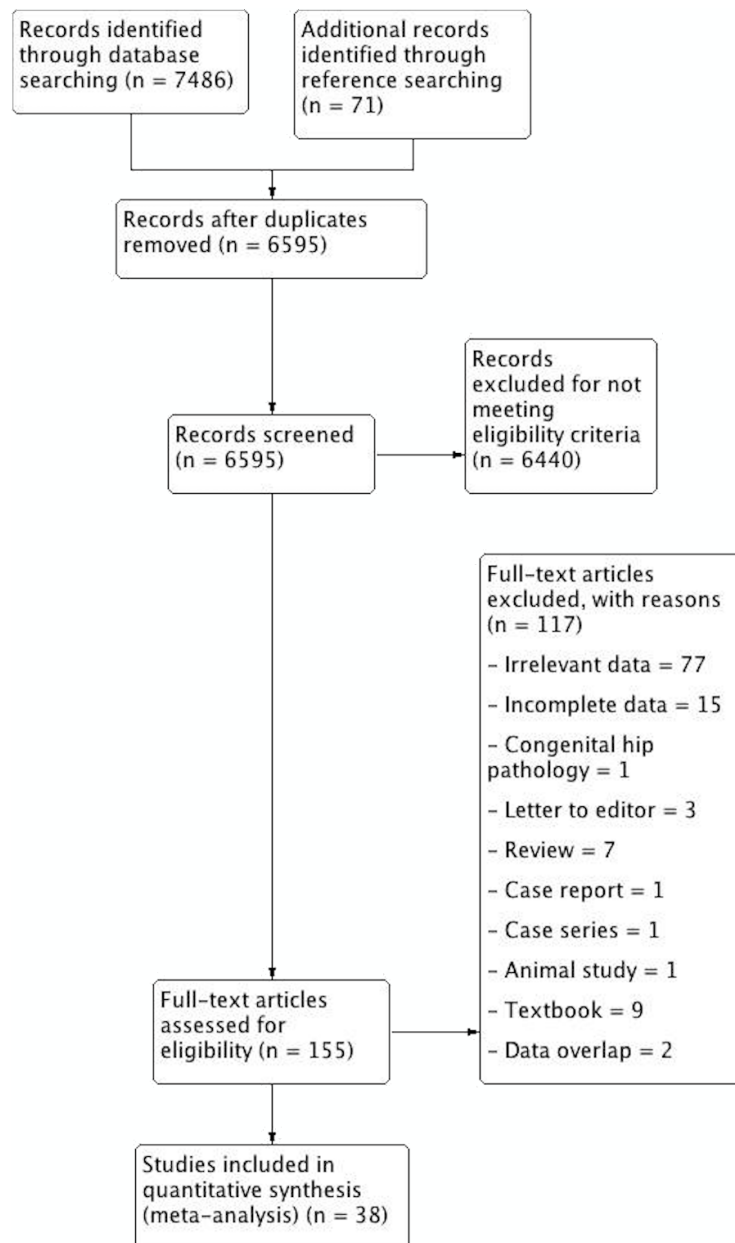 Records identified
through database
searching (n = 7486)
Additional records
identified through
reference searching
(n = 71)
Records after duplicates
removed (n = 6595)
Records
excluded for not
meeting
eligibility criteria
(n = 6440)
Records screened
(n = 6595)
Full-text articles
excluded, with reasons
(n = 117)
- Irrelevant data = 77
- Incomplete data = 15
- Congenital hip
pathology = 1
- Letter to editor = 3
- Review = 7
- Case report = 1
- Case series = 1
- Animal study = 1
- Textbook = 9
- Data overlap = 2
Full-text articles
assessed for
eligibility (n = 155)
Studies included in
quantitative synthesis
(meta-analysis) (n = 38)